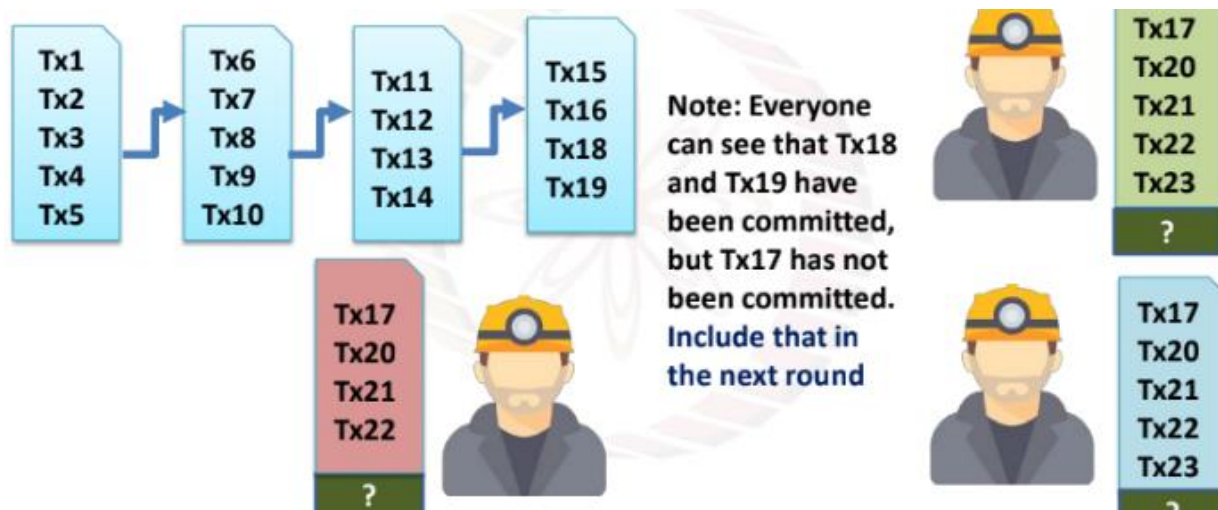 Tx1
Tx2
Tx3
Tx4
Tx5
Tx6
Tx7
Tx8
Tx9
Tx10
Tx11
Tx12
Tx13
Tx14
Tx15
Tx16
Tx18
Tx19
Note: Everyone
can see that Tx18
and Tx19 have
been committed,
but Tx17 has not
been committed.
Include that in
the next round
Tx17
Tx20
Tx21
Tx22
Tx23
?
Tx17
Tx20
Tx21
Tx22
?
Tx17
Tx20
Tx21
Tx22
Tx23
?